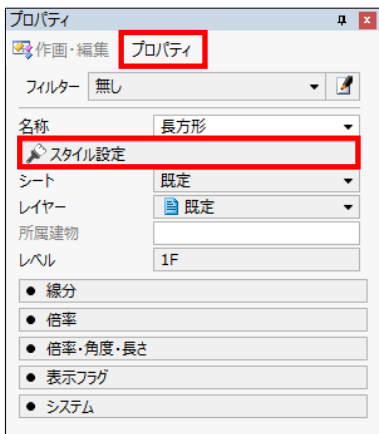 プロパティ
作画・編集 プロパティ
フィルター 無し
名称 長方形
スタイル設定
シート 既定
レイヤー 既定
所属建物
レベル 1F
● 線分
● 倍率
● 倍率・角度・長さ
● 表示フラグ
● システム